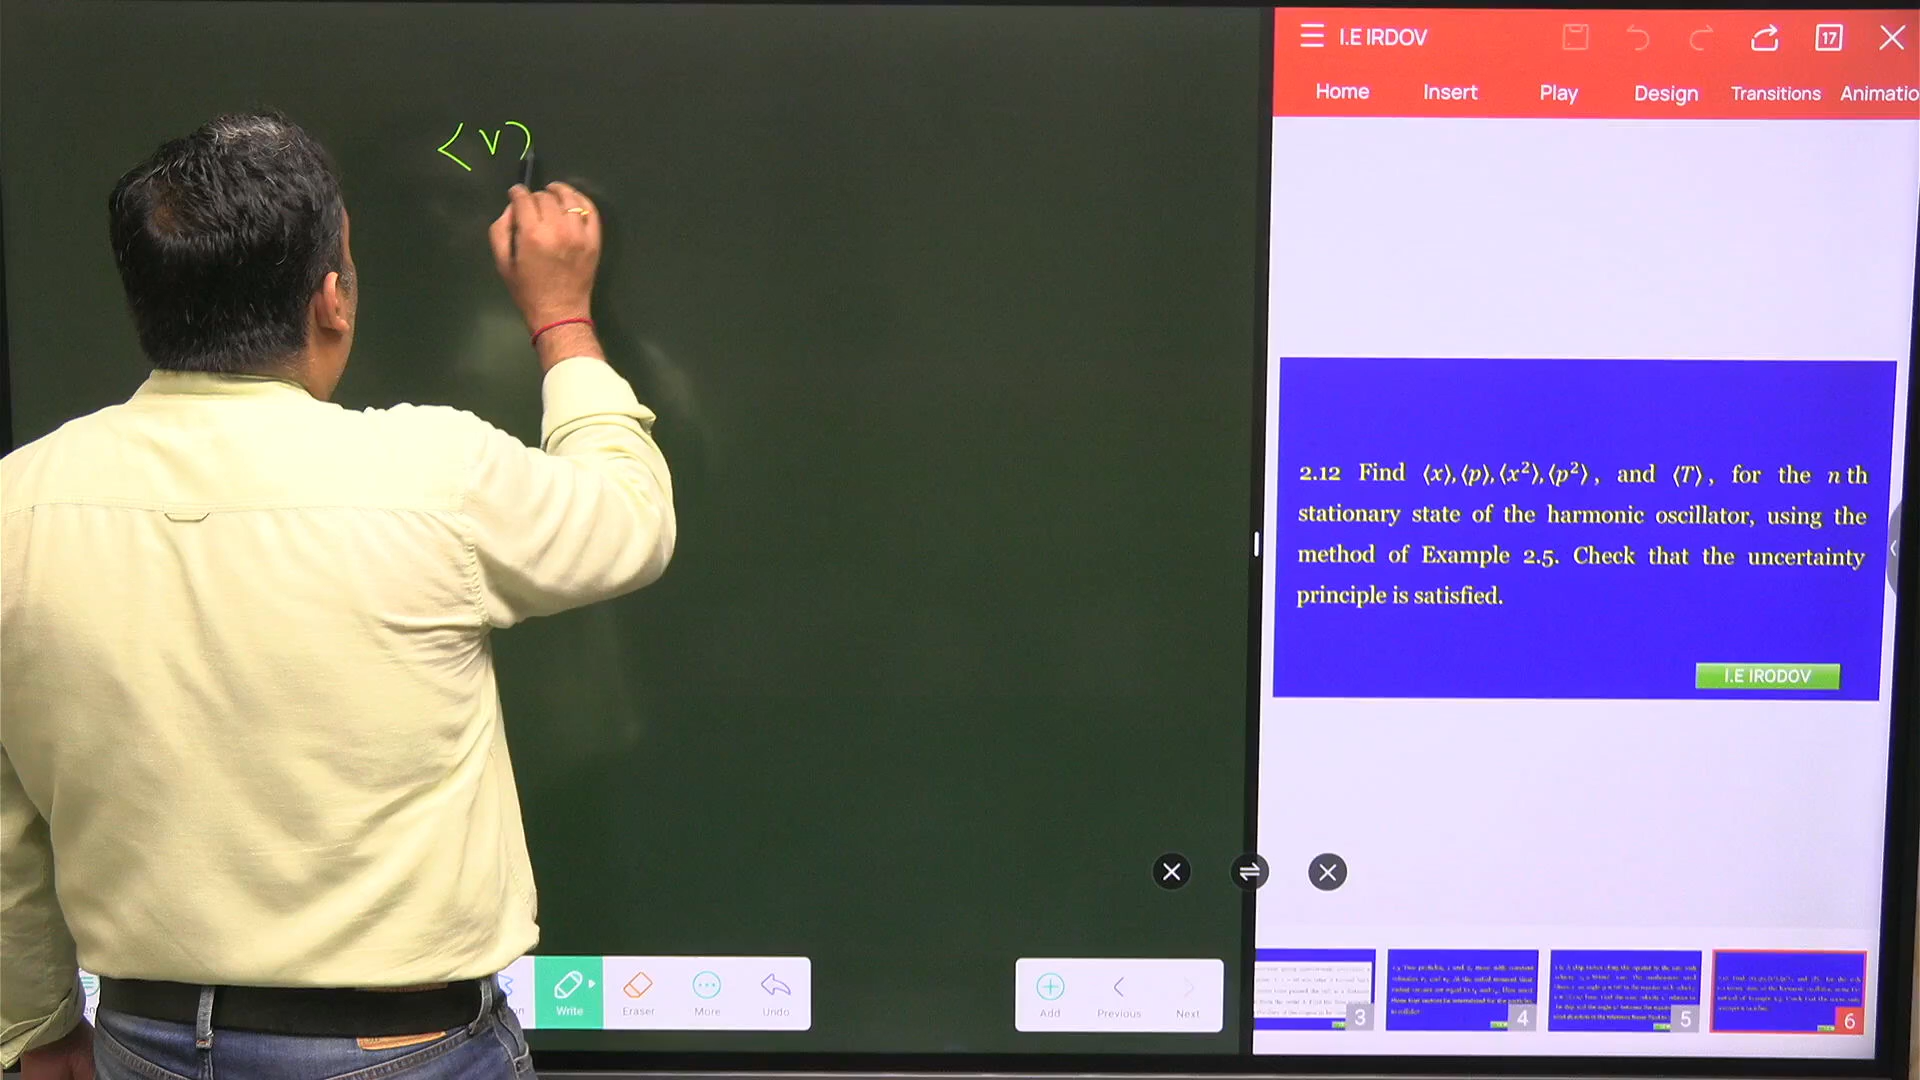 <v>
I.E IRDOV
17
Home Insert Play Design Transitions Animatio
2.12 Find ⟨x⟩,⟨p⟩,⟨x²⟩,⟨p²⟩, and ⟨T⟩, for the n th
stationary state of the harmonic oscillator, using the
method of Example 2.5. Check that the uncertainty
principle is satisfied.
I.E IRODOV
Write Eraser More Undo
Add Previous Next
3 4 5 6